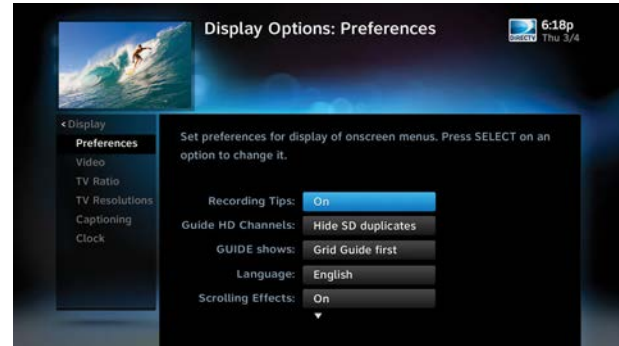 Display Options: Preferences
DIRECTV
6:18p
Thu 3/4
Display
Preferences
Video
TV Ratio
TV Resolutions
Captioning
Clock
Set preferences for display of onscreen menus. Press SELECT on an
option to change it.
Recording Tips: On
Guide HD Channels: Hide SD duplicates
GUIDE shows: Grid Guide first
Language: English
Scrolling Effects: On